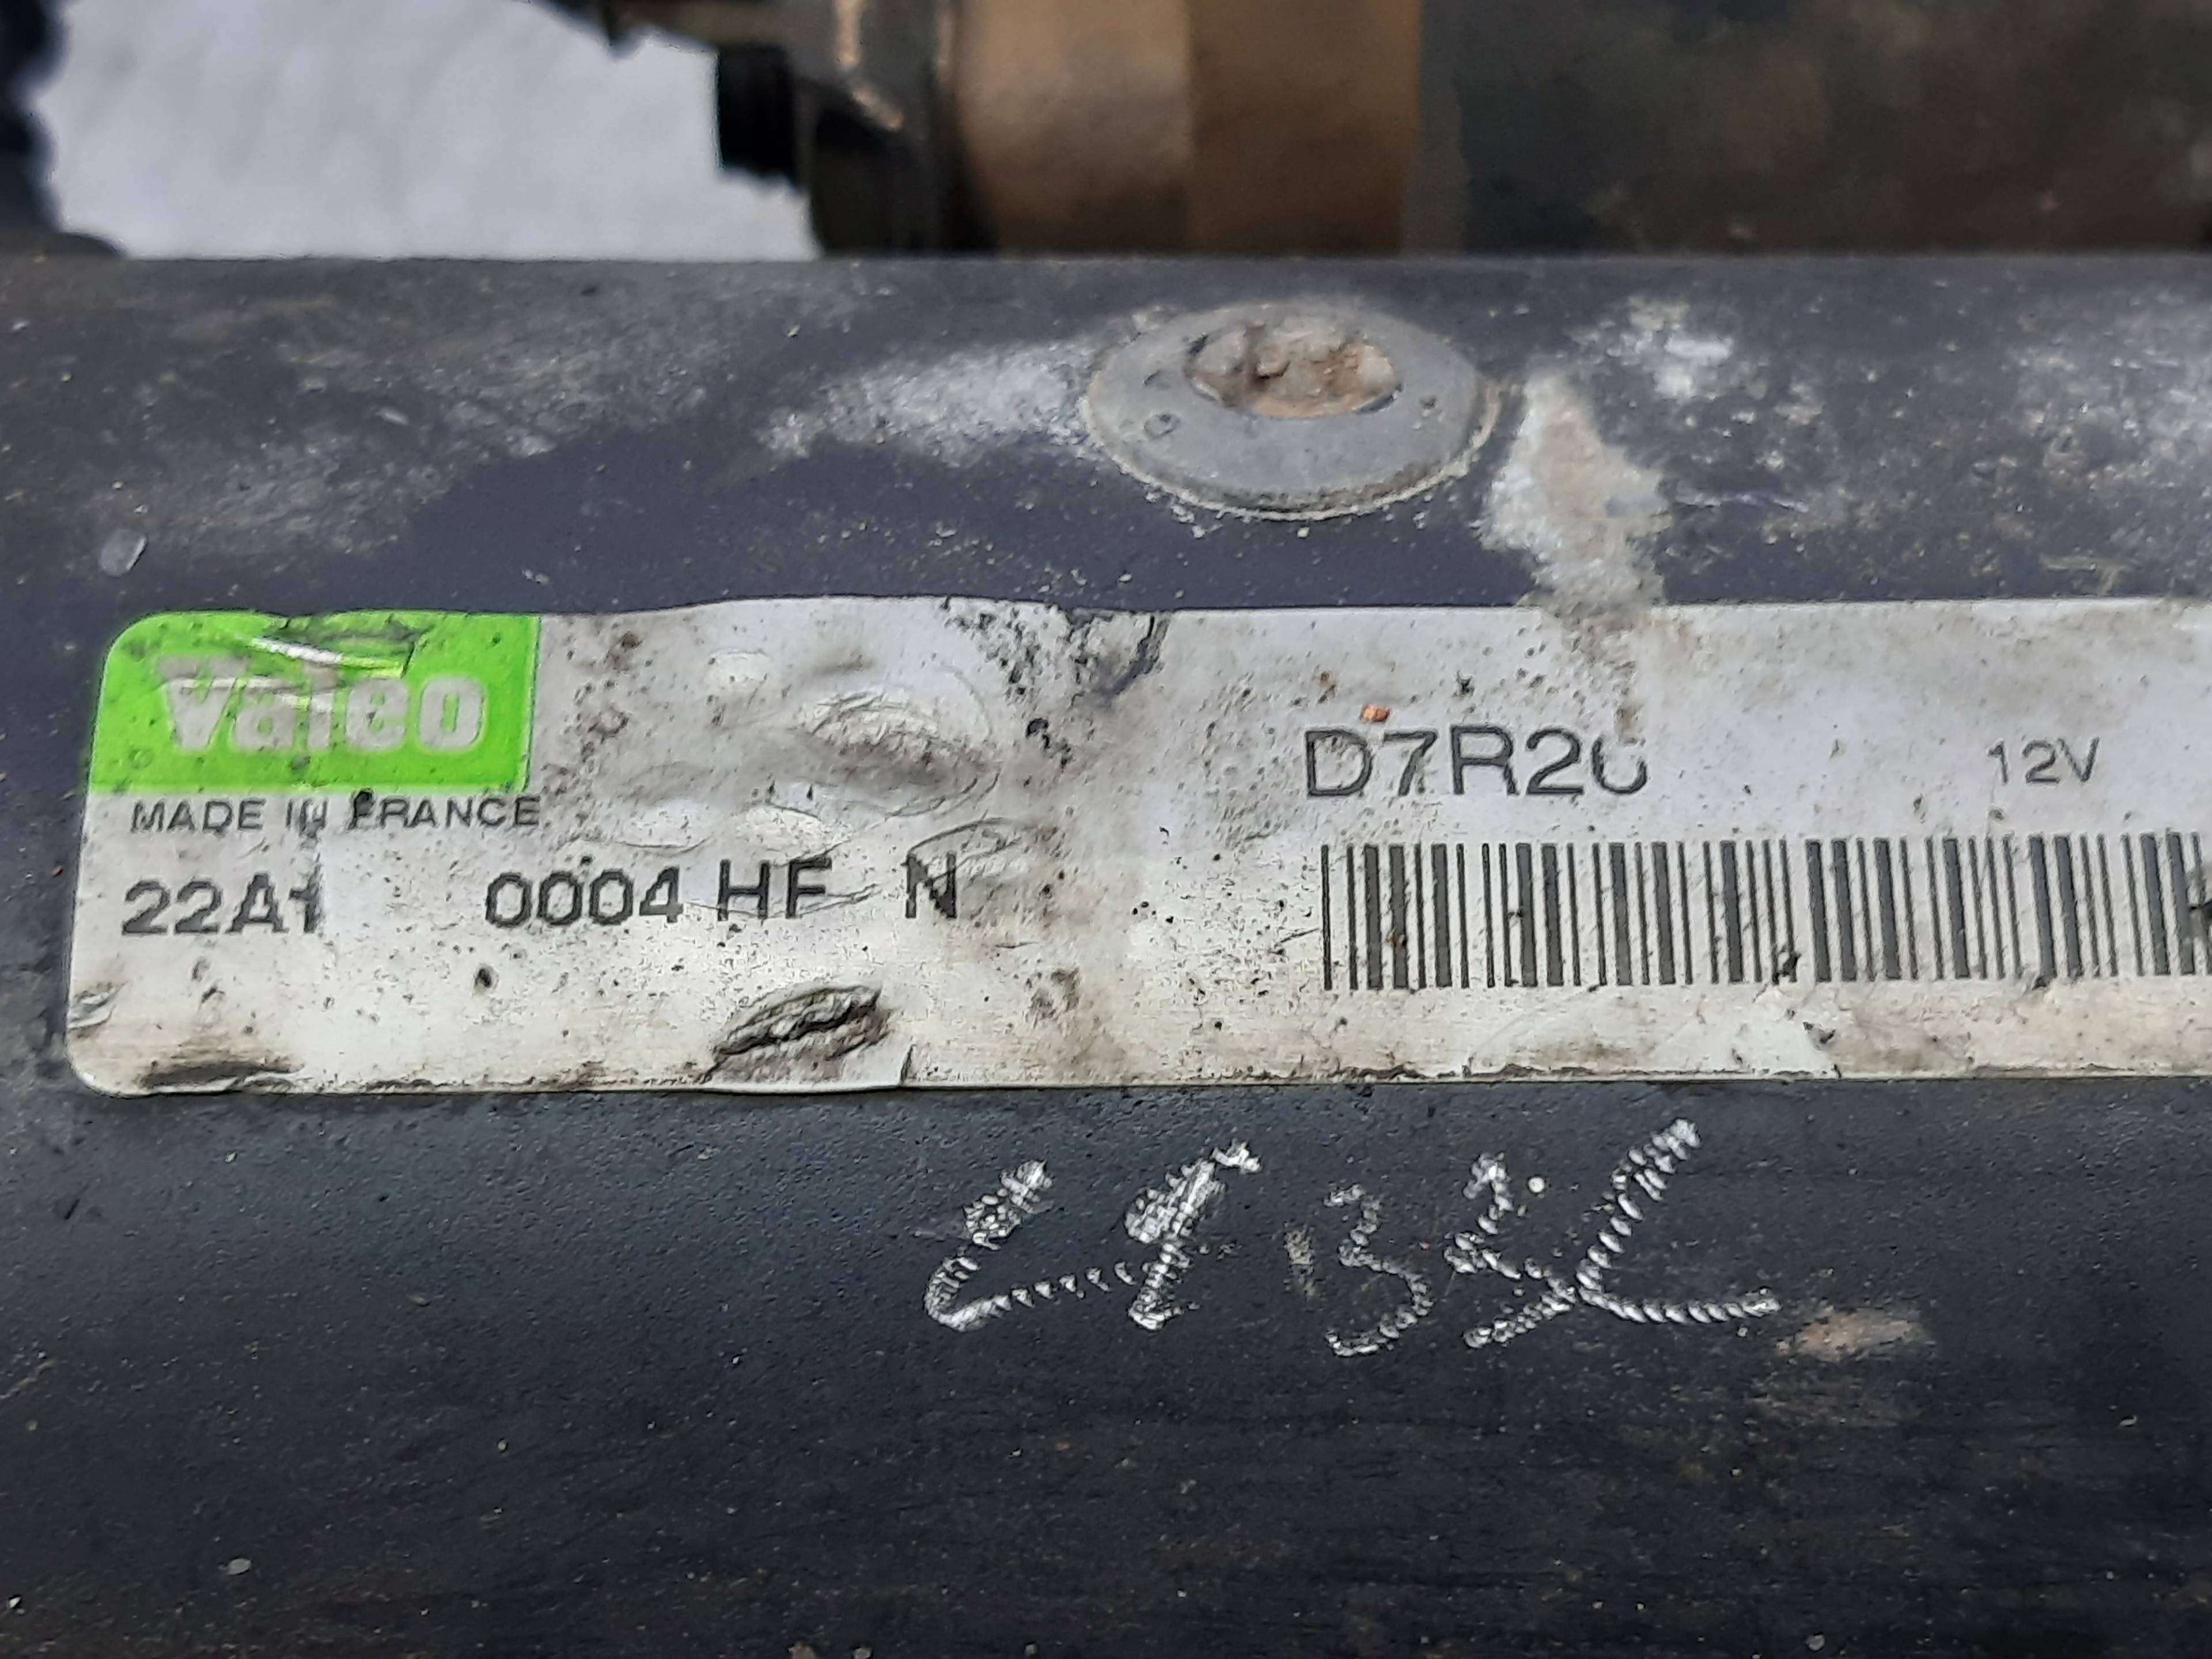 Valeo
D7R26 12V
MADE IN FRANCE
22A1 0004 HF N